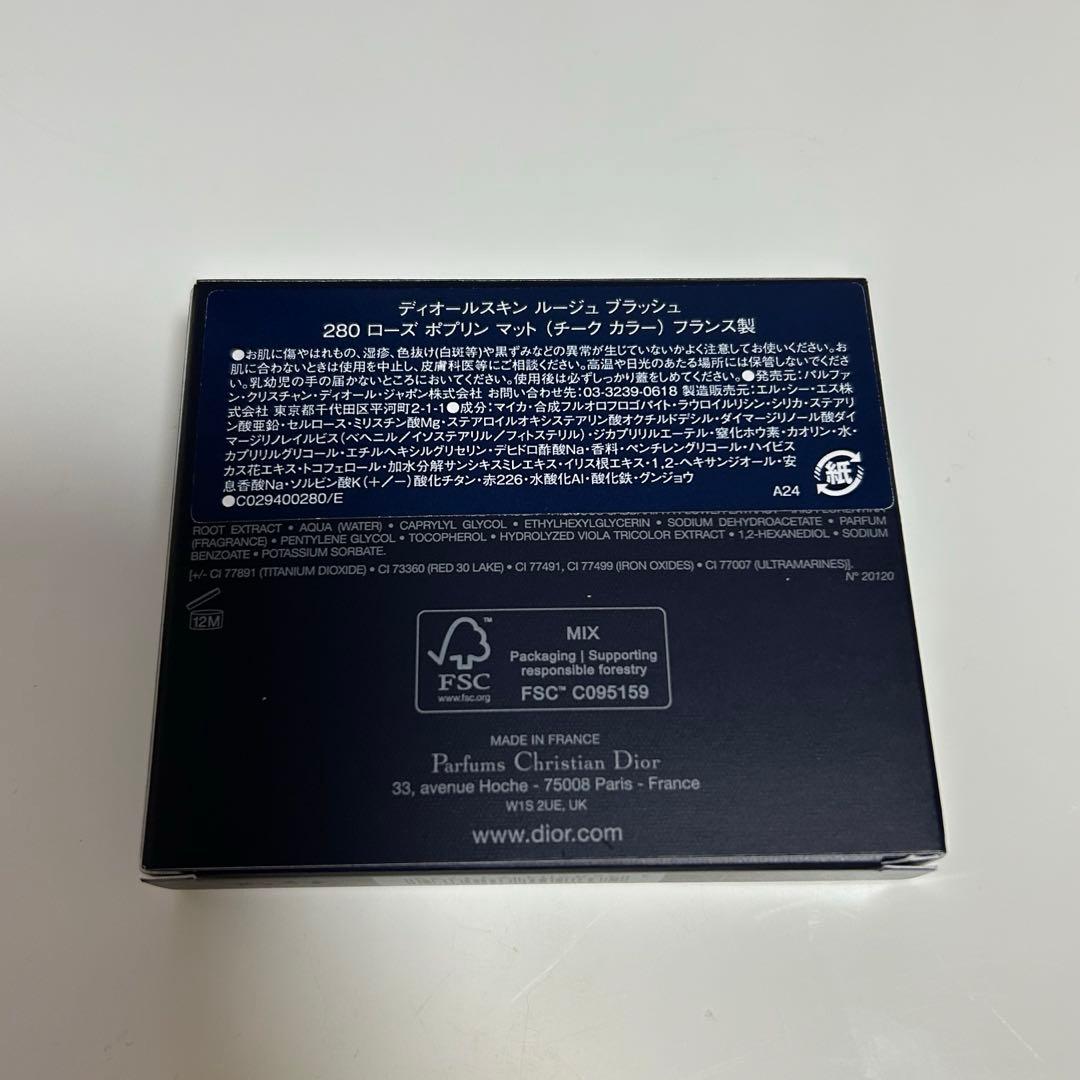 ディオールスキン ルージュ ブラッシュ
280 ローズ ポプリン マット (チーク カラー) フランス製
●お肌に傷やはれもの、湿疹、色抜け(白斑等)や黒ずみなどの異常が生じていないかよく注意してお使いください。お
肌に合わないときは使用を中止し、皮膚科医等にご相談ください。高温や日光のあたる場所には保管しないでくださ
い。乳幼児の手の届かないところにおいてください。使用後は必ずしっかり蓋をしめてください。●発売元:パルファ
ン・クリスチャン・ディオール・ジャポン株式会社 お問い合わせ先:03-3239-0618 製造販売元:エル・シー・エス株
式会社 東京都千代田区平河町2-1-1●成分:マイカ・合成フルオロフロゴパイト・ラウロイルリシン・シリカ・ステアリ
ン酸亜鉛・セルロース・ミリスチン酸Mg・ステアロイルオキシステアリン酸オクチルドデシル・ダイマージリノール酸ダイ
マージリノレイルビス(ベヘニル/イソステアリル/フィトステリル)・ジカプリリルエーテル・窒化ホウ素・カオリン・水・
カプリリルグリコール・エチルヘキシルグリセリン・デヒドロ酢酸Na・香料・ペンチレングリコール・ハイビス
カス花エキス・トコフェロール・加水分解サンシキスミレエキス・イリス根エキス・1,2-ヘキサンジオール・安
息香酸Na・ソルビン酸K(+/−)酸化チタン・赤226・水酸化Al・酸化鉄・グンジョウ
●C029400280/E
A24
紙
ROOT EXTRACT • AQUA (WATER) • CAPRYLYL GLYCOL • ETHYLHEXYLGLYCERIN • SODIUM DEHYDROACETATE • PARFUM
(FRAGRANCE) • PENTYLENE GLYCOL • TOCOPHEROL • HYDROLYZED VIOLA TRICOLOR EXTRACT • 1,2-HEXANEDIOL • SODIUM
BENZOATE • POTASSIUM SORBATE.
[+/- CI 77891 (TITANIUM DIOXIDE) • CI 73360 (RED 30 LAKE) • CI 77491, CI 77499 (IRON OXIDES) • CI 77007 (ULTRAMARINES)].
N° 20120
12M
FSC™
www.fsc.org
MIX
Packaging | Supporting
responsible forestry
FSC™ C095159
MADE IN FRANCE
Parfums Christian Dior
33, avenue Hoche - 75008 Paris - France
W1S 2UE, UK
www.dior.com